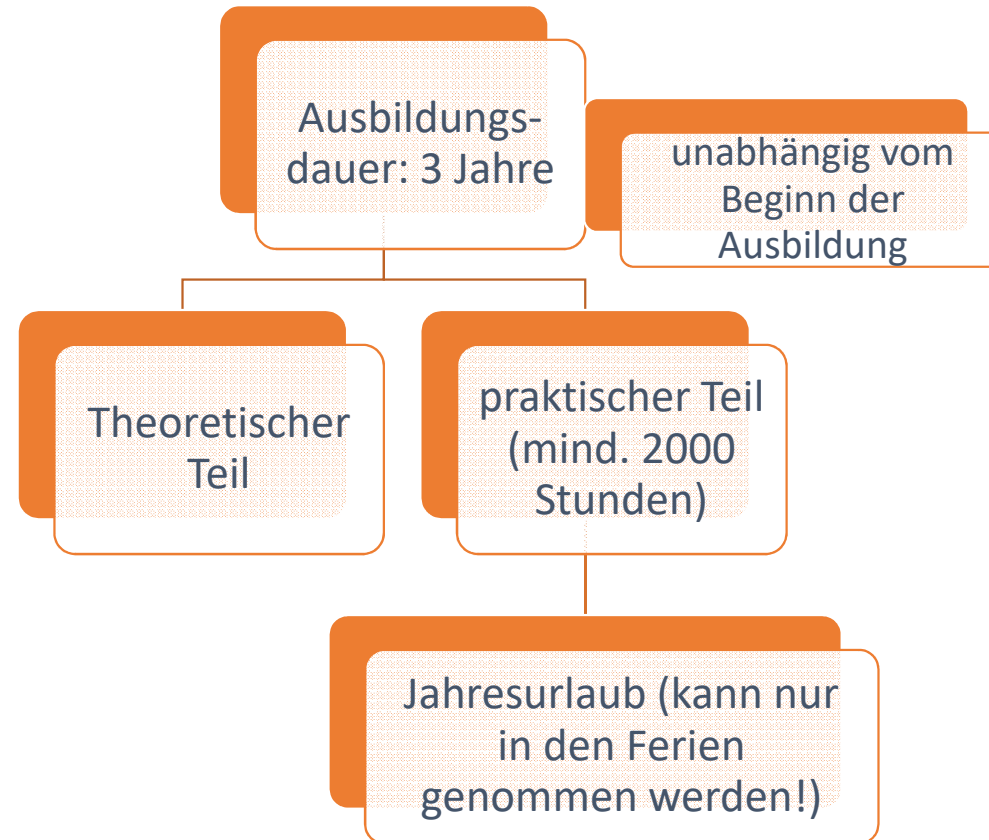 Ausbildungs-
dauer: 3 Jahre
unabhängig vom
Beginn der
Ausbildung
Theoretischer
Teil
praktischer Teil
(mind. 2000
Stunden)
Jahresurlaub (kann nur
in den Ferien
genommen werden!)